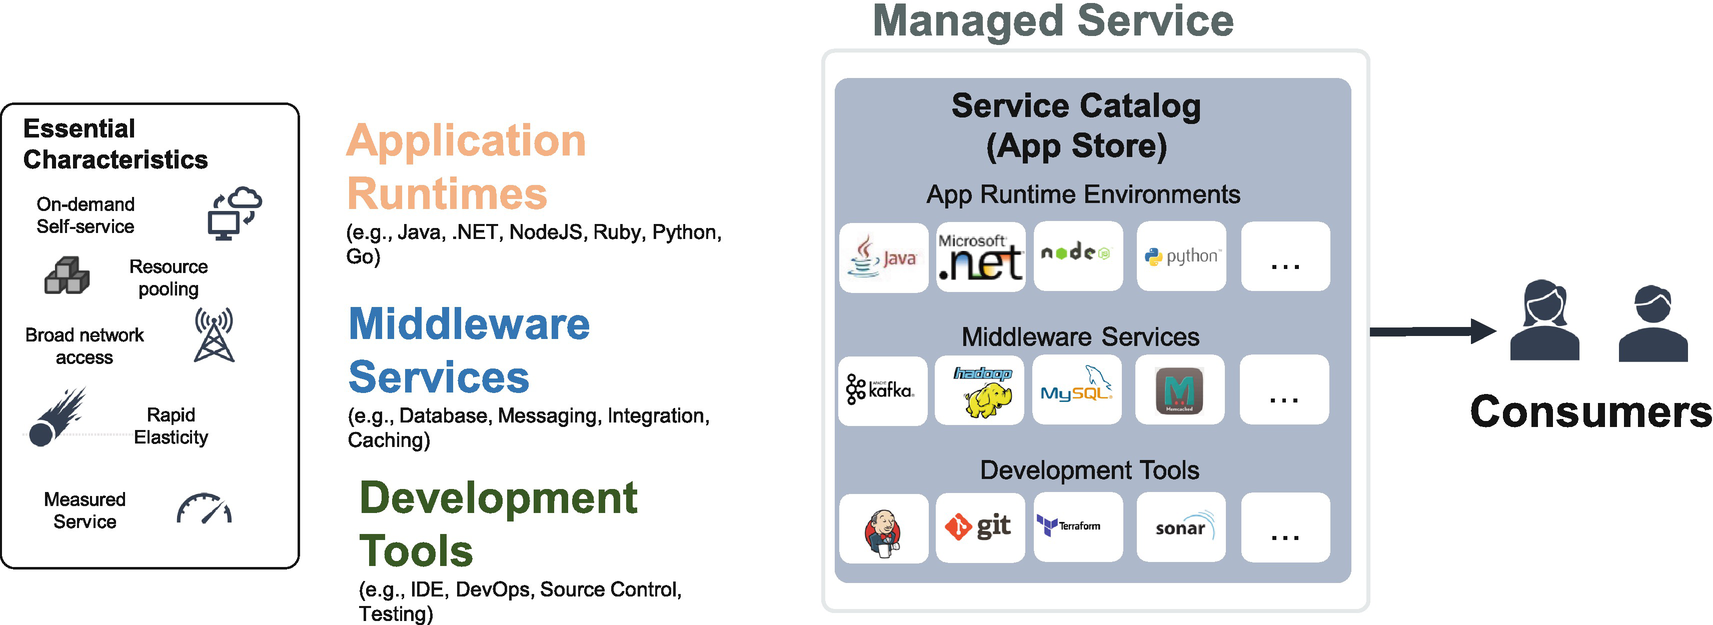 Managed Service
Essential
Characteristics
On-demand
Self-service
Resource
pooling
Broad network
access
Rapid
Elasticity
Measured
Service
Application
Runtimes
(e.g., Java, .NET, NodeJS, Ruby, Python,
Go)
Middleware
Services
(e.g., Database, Messaging, Integration,
Caching)
Development
Tools
(e.g., IDE, DevOps, Source Control,
Testing)
Service Catalog
(App Store)
App Runtime Environments
Java
Microsoft
.net
node
JS
python
...
Middleware Services
APACHE
kafka
hadoop
MySQL
Memcached
...
Development Tools
git
Terraform
sonar
...
Consumers